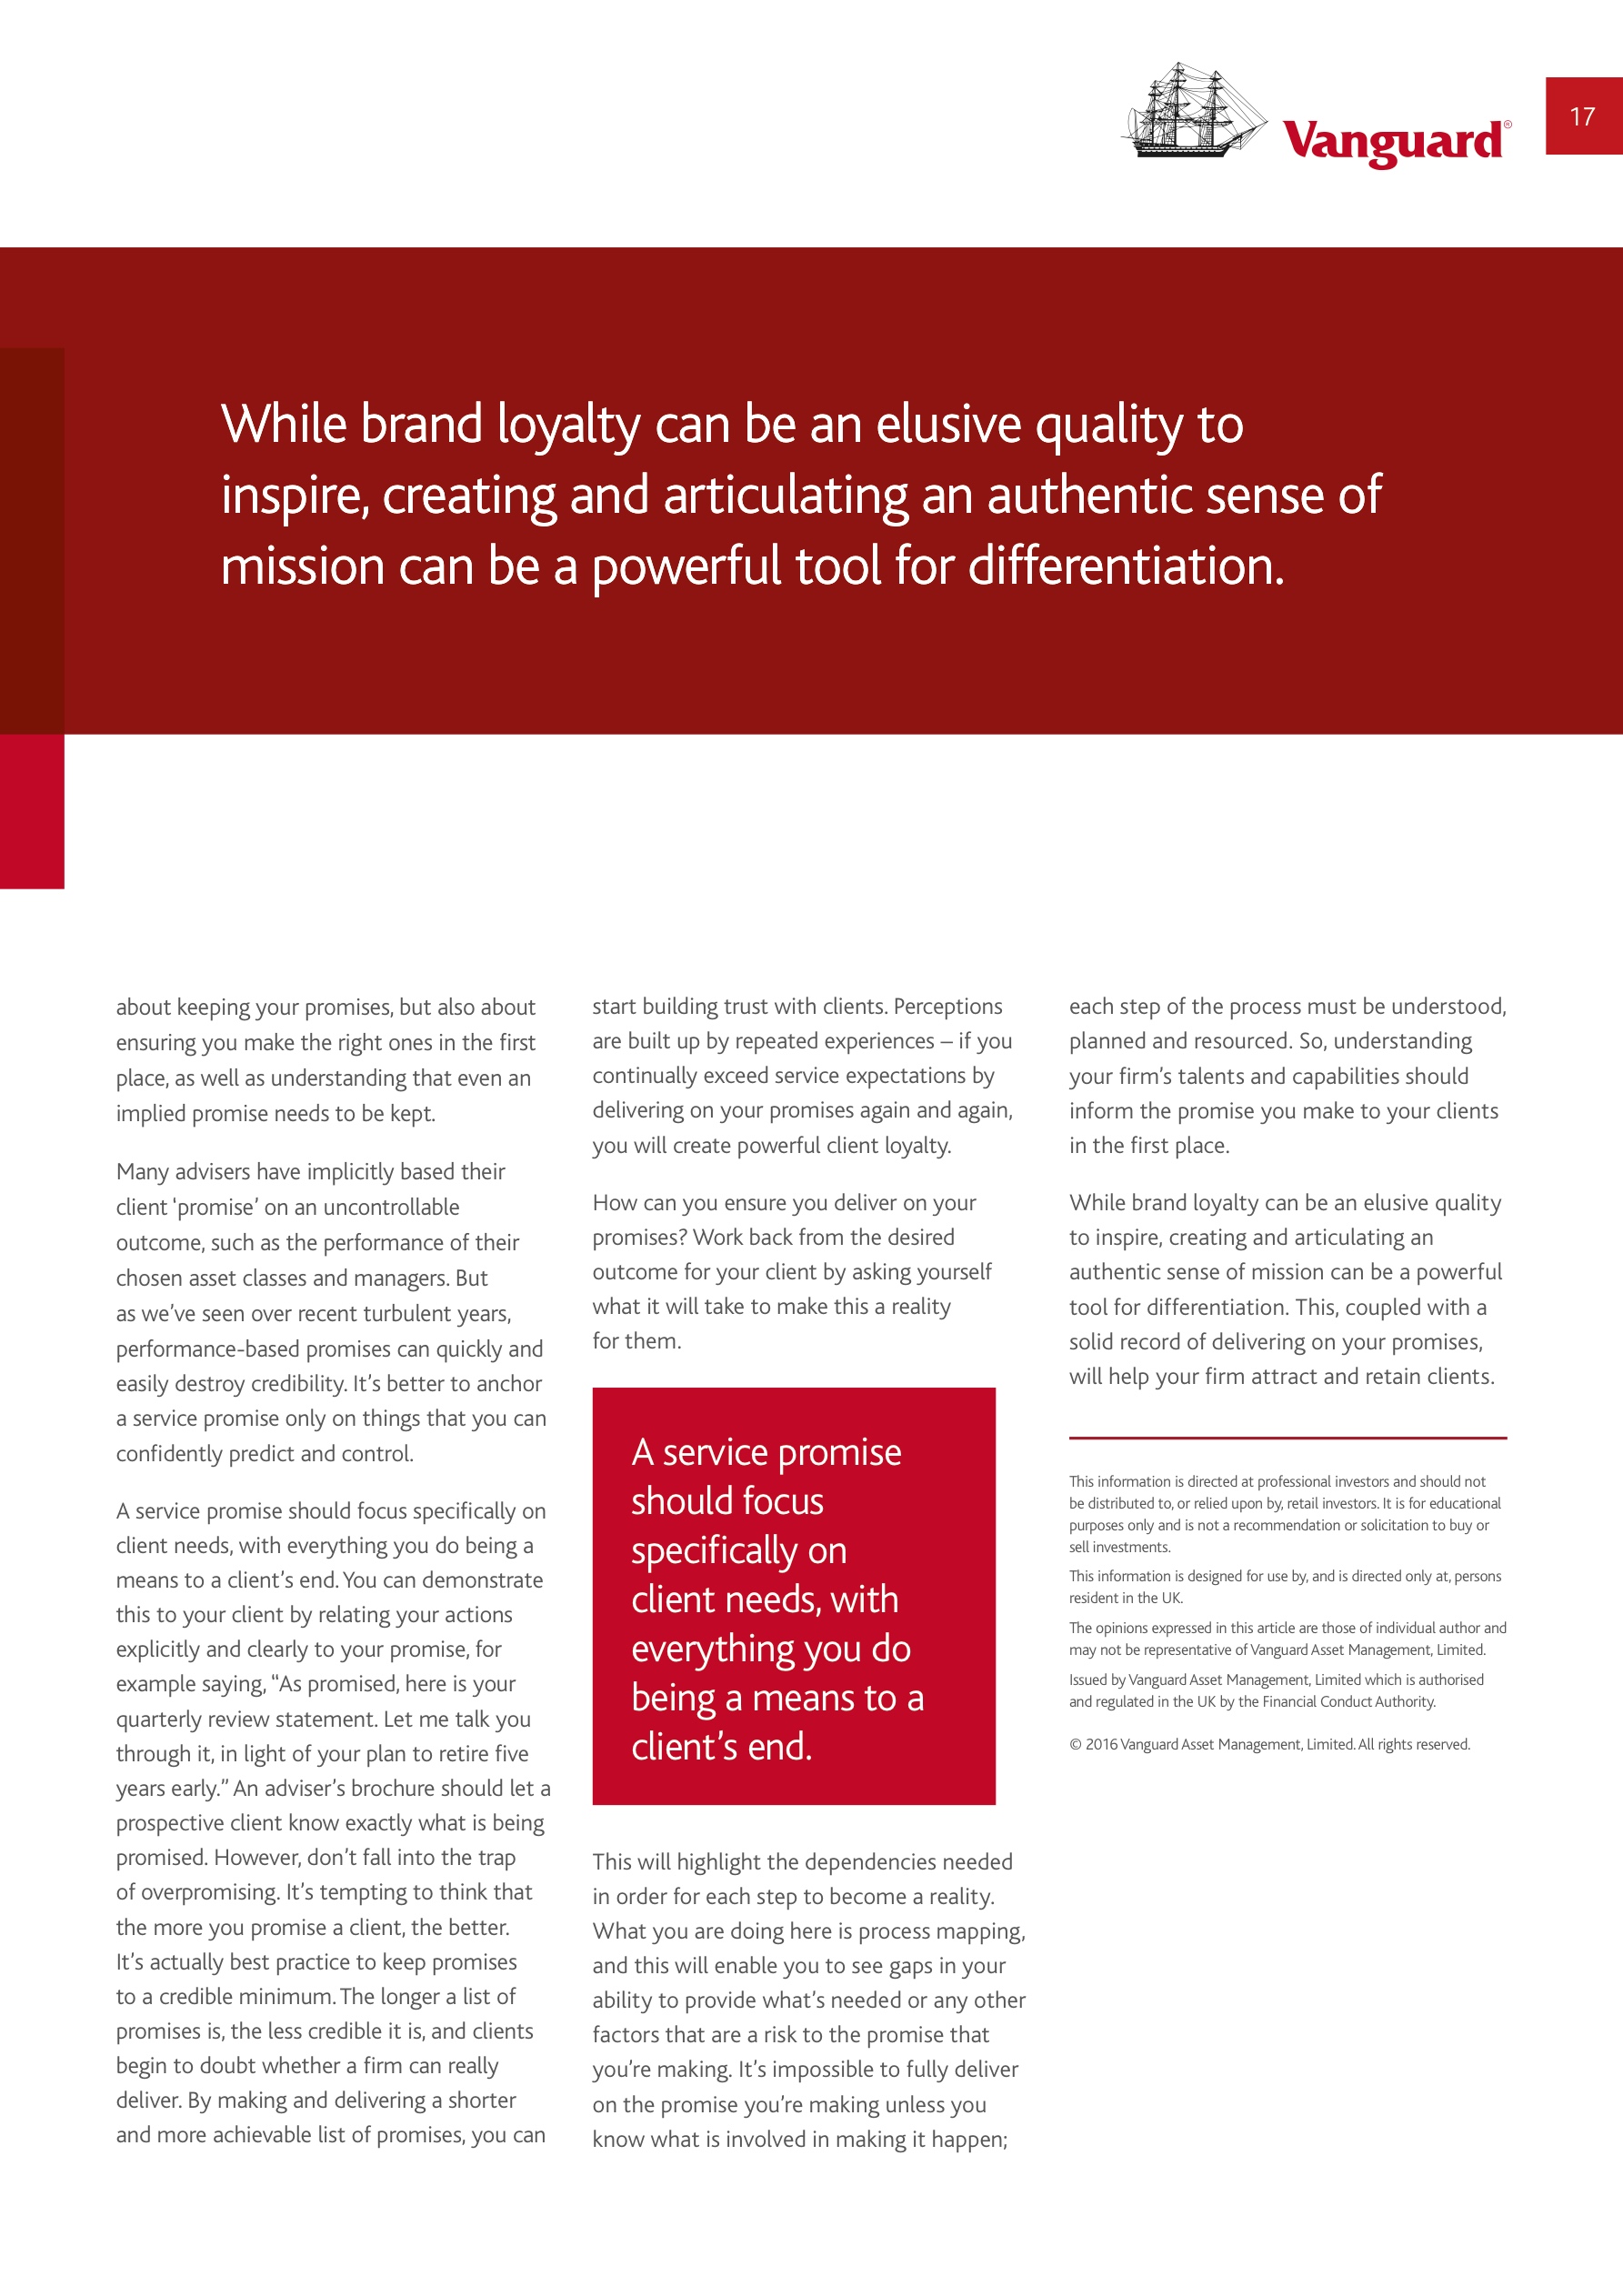 Vanguard®
17
While brand loyalty can be an elusive quality to
inspire, creating and articulating an authentic sense of
mission can be a powerful tool for differentiation.
about keeping your promises, but also about
ensuring you make the right ones in the first
place, as well as understanding that even an
implied promise needs to be kept.
Many advisers have implicitly based their
client ‘promise’ on an uncontrollable
outcome, such as the performance of their
chosen asset classes and managers. But
as we’ve seen over recent turbulent years,
performance-based promises can quickly and
easily destroy credibility. It’s better to anchor
a service promise only on things that you can
confidently predict and control.
A service promise should focus specifically on
client needs, with everything you do being a
means to a client’s end. You can demonstrate
this to your client by relating your actions
explicitly and clearly to your promise, for
example saying, “As promised, here is your
quarterly review statement. Let me talk you
through it, in light of your plan to retire five
years early.” An adviser’s brochure should let a
prospective client know exactly what is being
promised. However, don’t fall into the trap
of overpromising. It’s tempting to think that
the more you promise a client, the better.
It’s actually best practice to keep promises
to a credible minimum. The longer a list of
promises is, the less credible it is, and clients
begin to doubt whether a firm can really
deliver. By making and delivering a shorter
and more achievable list of promises, you can
start building trust with clients. Perceptions
are built up by repeated experiences – if you
continually exceed service expectations by
delivering on your promises again and again,
you will create powerful client loyalty.
How can you ensure you deliver on your
promises? Work back from the desired
outcome for your client by asking yourself
what it will take to make this a reality
for them.
A service promise
should focus
specifically on
client needs, with
everything you do
being a means to a
client’s end.
This will highlight the dependencies needed
in order for each step to become a reality.
What you are doing here is process mapping,
and this will enable you to see gaps in your
ability to provide what’s needed or any other
factors that are a risk to the promise that
you’re making. It’s impossible to fully deliver
on the promise you’re making unless you
know what is involved in making it happen;
each step of the process must be understood,
planned and resourced. So, understanding
your firm’s talents and capabilities should
inform the promise you make to your clients
in the first place.
While brand loyalty can be an elusive quality
to inspire, creating and articulating an
authentic sense of mission can be a powerful
tool for differentiation. This, coupled with a
solid record of delivering on your promises,
will help your firm attract and retain clients.
This information is directed at professional investors and should not
be distributed to, or relied upon by, retail investors. It is for educational
purposes only and is not a recommendation or solicitation to buy or
sell investments.
This information is designed for use by, and is directed only at, persons
resident in the UK.
The opinions expressed in this article are those of individual author and
may not be representative of Vanguard Asset Management, Limited.
Issued by Vanguard Asset Management, Limited which is authorised
and regulated in the UK by the Financial Conduct Authority.
© 2016 Vanguard Asset Management, Limited. All rights reserved.